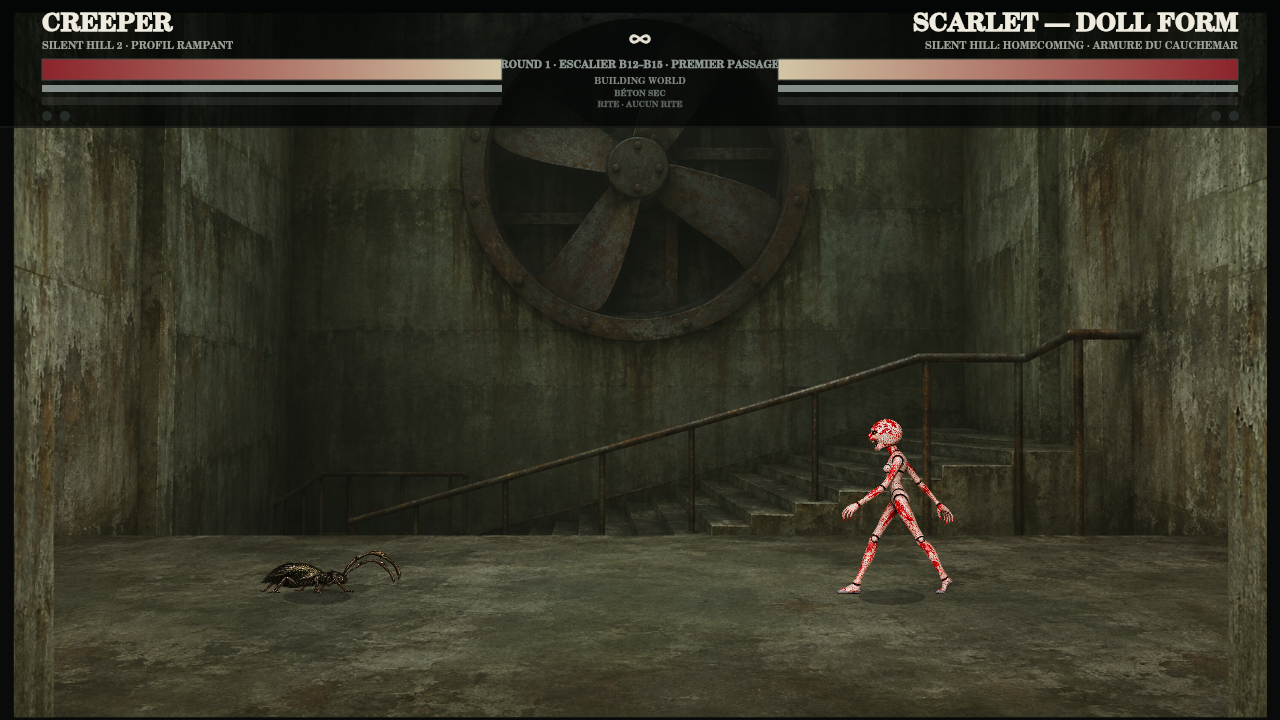 CREEPER
SILENT HILL 2 · PROFIL RAMPANT
SCARLET — DOLL FORM
SILENT HILL: HOMECOMING · ARMURE DU CAUCHEMAR
∞
ROUND 1 · ESCALIER B12–B15 · PREMIER PASSAGE
BUILDING WORLD
BÉTON SEC
RITE · AUCUN RITE